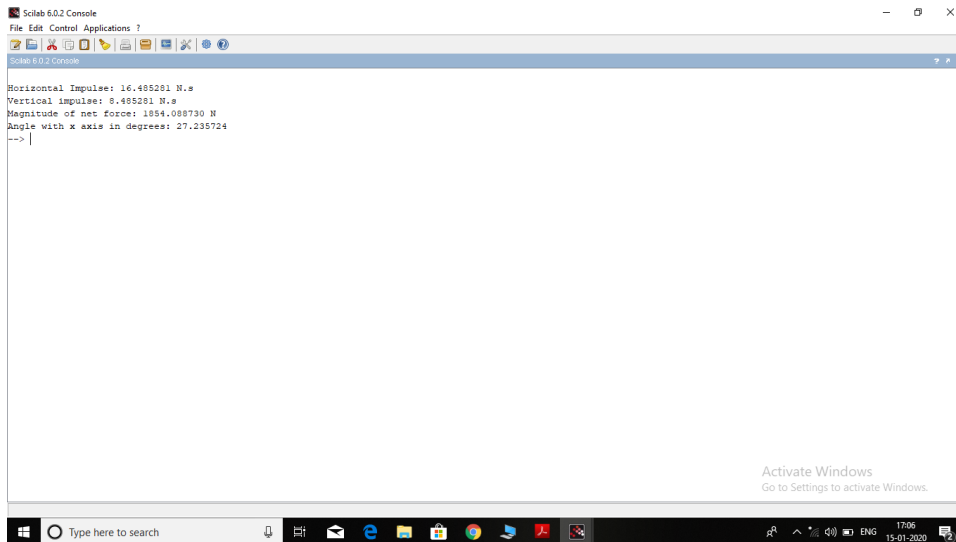 Scilab 6.0.2 Console
File Edit Control Applications ?
Scilab 6.0.2 Console
Horizontal Impulse: 16.485281 N.s
Vertical impulse: 8.485281 N.s
Magnitude of net force: 1854.088730 N
Angle with x axis in degrees: 27.235724
-->
Activate Windows
Go to Settings to activate Windows.
Type here to search
ENG
17:06
15-01-2020
2